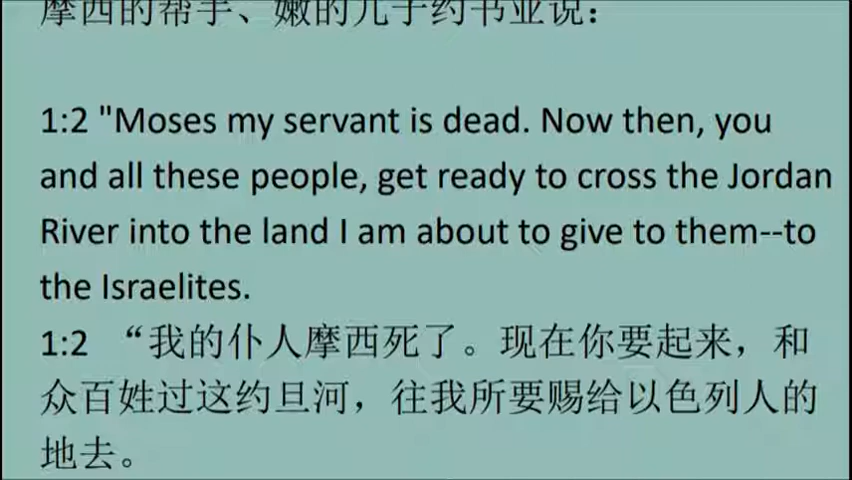 摩西的帮手、嫩的儿子约书亚说：
1:2 "Moses my servant is dead. Now then, you
and all these people, get ready to cross the Jordan
River into the land I am about to give to them--to
the Israelites.
1:2 “我的仆人摩西死了。现在你要起来，和
众百姓过这约旦河，往我所要赐给以色列人的
地去。